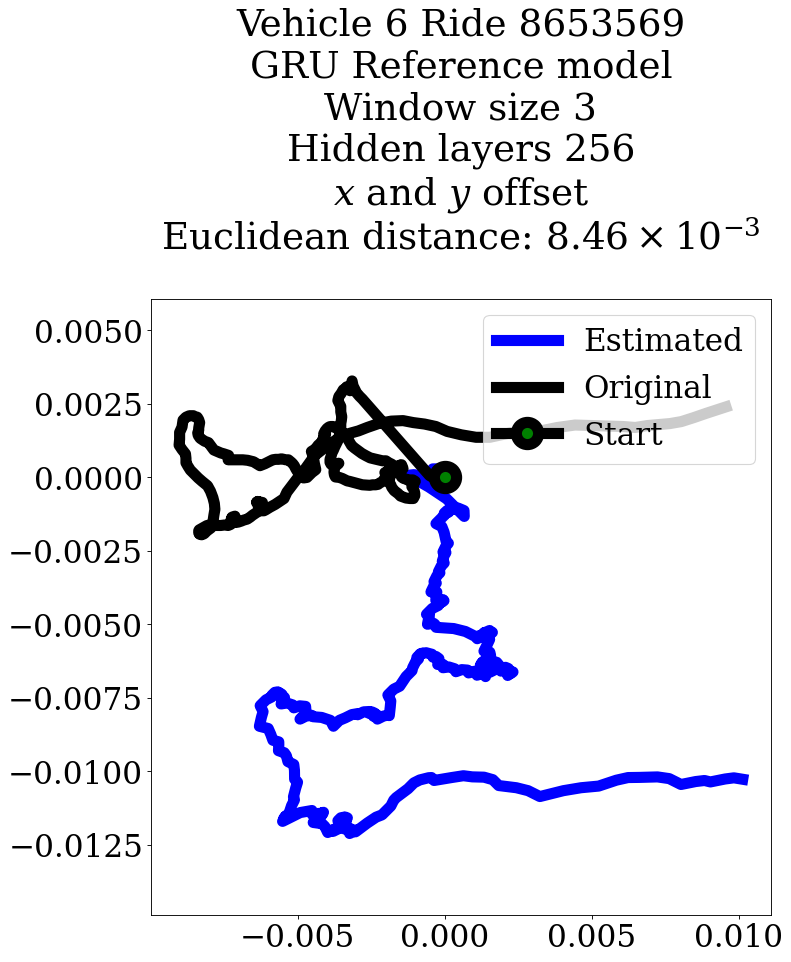 Vehicle 6 Ride 8653569
GRU Reference model
Window size 3
Hidden layers 256
x and y offset
Euclidean distance: 8.46 × 10⁻³
Estimated
Original
Start
0.0050
0.0025
0.0000
−0.0025
−0.0050
−0.0075
−0.0100
−0.0125
−0.005 0.000 0.005 0.010